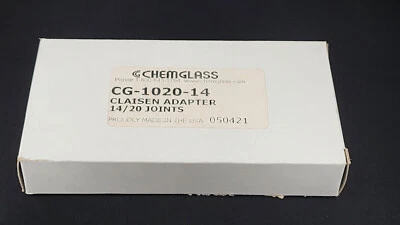 CHEMGLASS
CG-1020-14
CLAISEN ADAPTER
14/20 JOINTS
PROUDLY MADE IN THE USA 050421